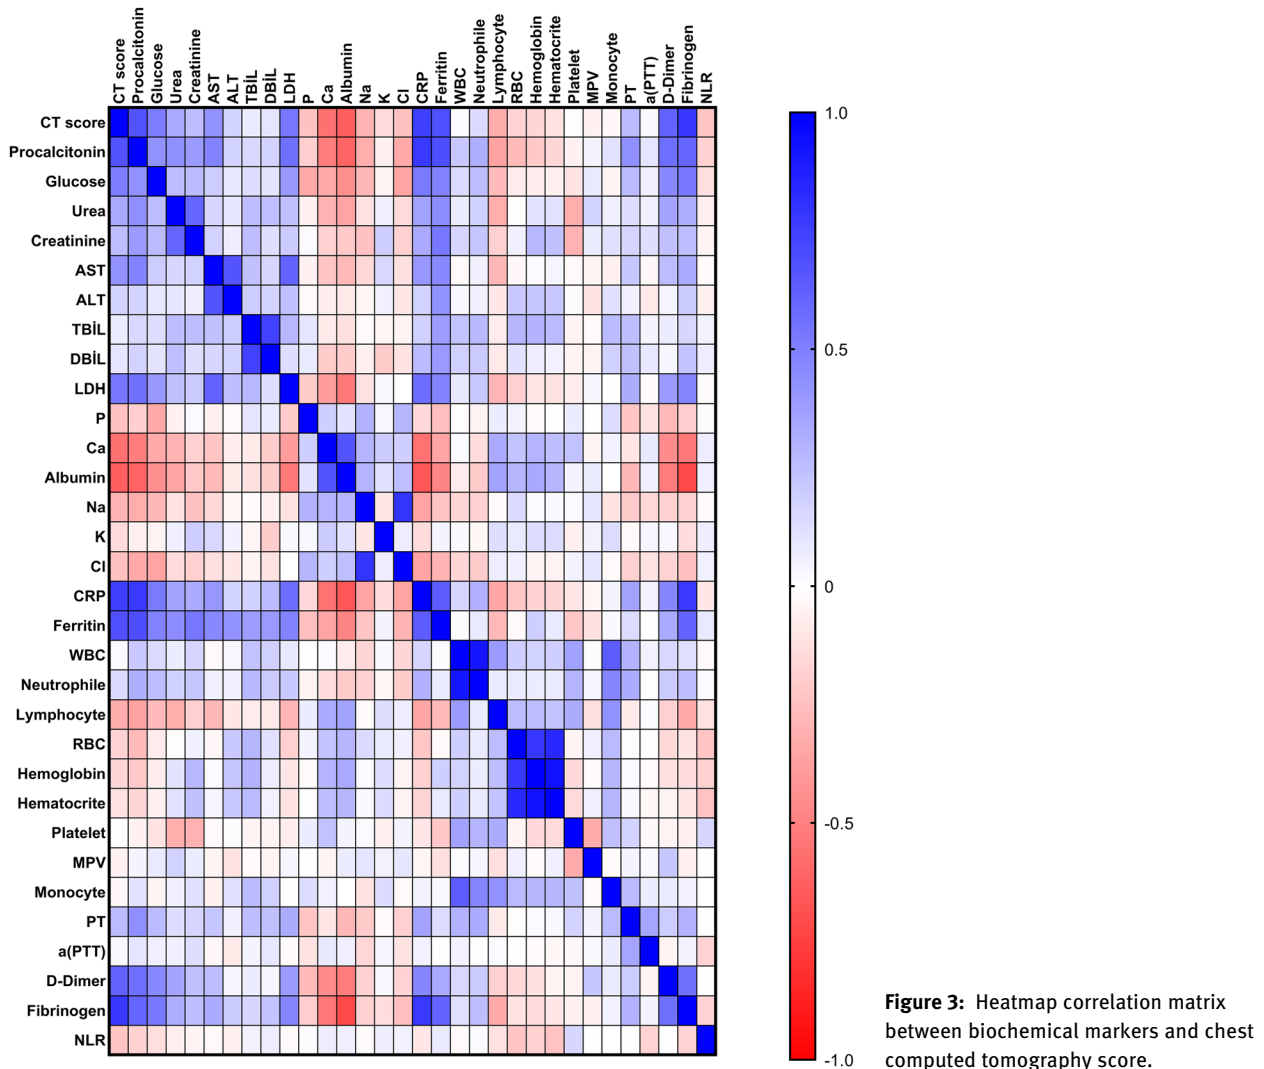 CT score
Procalcitonin
Glucose
Urea
Creatinine
AST
ALT
TBİL
DBİL
LDH
P
Ca
Albumin
Na
K
Cl
CRP
Ferritin
WBC
Neutrophile
Lymphocyte
RBC
Hemoglobin
Hematocrite
Platelet
MPV
Monocyte
PT
a(PTT)
D-Dimer
Fibrinogen
NLR
CT score
Procalcitonin
Glucose
Urea
Creatinine
AST
ALT
TBİL
DBİL
LDH
P
Ca
Albumin
Na
K
Cl
CRP
Ferritin
WBC
Neutrophile
Lymphocyte
RBC
Hemoglobin
Hematocrite
Platelet
MPV
Monocyte
PT
a(PTT)
D-Dimer
Fibrinogen
NLR
1.0
0.5
0
-0.5
-1.0
Figure 3: Heatmap correlation matrix
between biochemical markers and chest
computed tomography score.